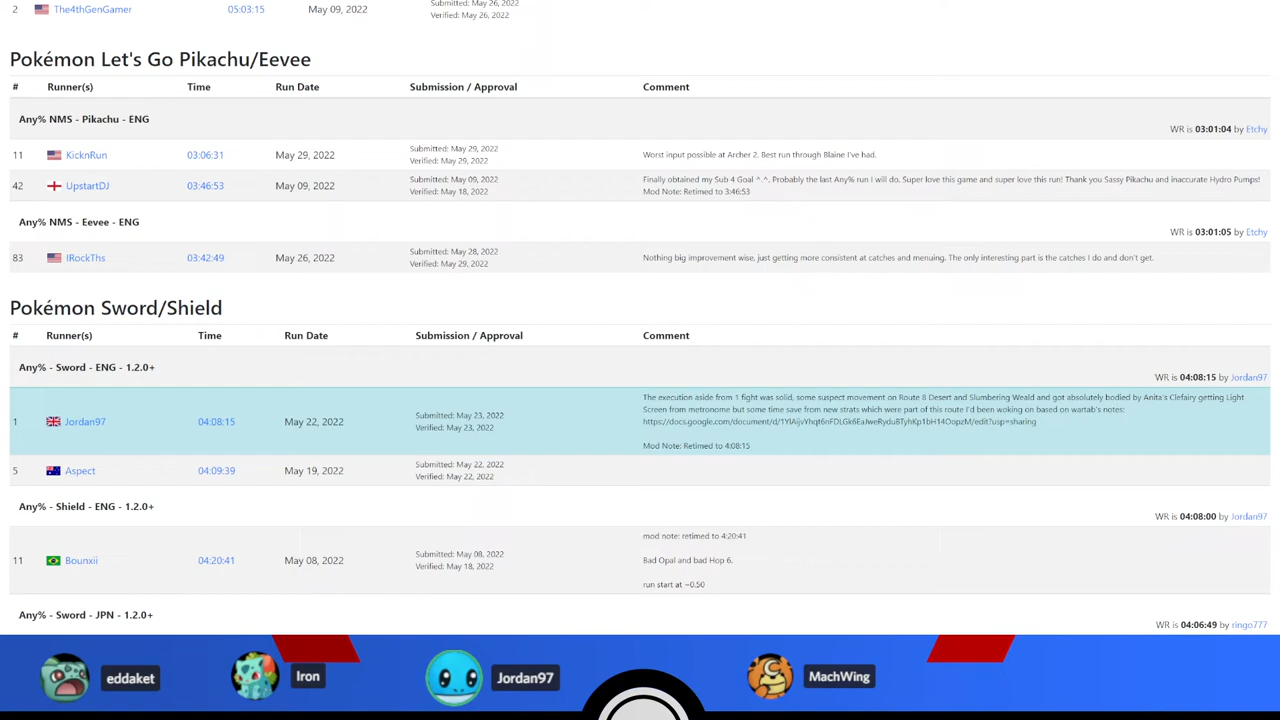 2 The4thGenGamer 05:03:15 May 09, 2022 Submitted: May 26, 2022
Verified: May 26, 2022
Pokémon Let's Go Pikachu/Eevee
# Runner(s) Time Run Date Submission / Approval Comment
Any% NMS - Pikachu - ENG
WR is 03:01:04 by Etchy
11 KicknRun 03:06:31 May 29, 2022 Submitted: May 29, 2022
Verified: May 29, 2022
Worst input possible at Archer 2. Best run through Blaine I've had.
42 UpstartDJ 03:46:53 May 09, 2022 Submitted: May 09, 2022
Verified: May 18, 2022
Finally obtained my Sub 4 Goal ^.^. Probably the last Any% run I will do. Super love this game and super love this run! Thank you Sassy Pikachu and inaccurate Hydro Pumps!
Mod Note: Retimed to 3:46:53
Any% NMS - Eevee - ENG
WR is 03:01:05 by Etchy
83 IRockThs 03:42:49 May 26, 2022 Submitted: May 28, 2022
Verified: May 29, 2022
Nothing big improvement wise, just getting more consistent at catches and menuing. The only interesting part is the catches I do and don't get.
Pokémon Sword/Shield
# Runner(s) Time Run Date Submission / Approval Comment
Any% - Sword - ENG - 1.2.0+
WR is 04:08:15 by Jordan97
1 Jordan97 04:08:15 May 22, 2022 Submitted: May 23, 2022
Verified: May 23, 2022
The execution aside from 1 fight was solid, some suspect movement on Route 8 Desert and Slumbering Weald and got absolutely bodied by Anita's Clefairy getting Light
Screen from metronome but some time save from new strats which were part of this route I'd been woking on based on wartab's notes:
Mod Note: Retimed to 4:08:15
5 Aspect 04:09:39 May 19, 2022 Submitted: May 22, 2022
Verified: May 22, 2022
Any% - Shield - ENG - 1.2.0+
WR is 04:08:00 by Jordan97
11 Bounxii 04:20:41 May 08, 2022 Submitted: May 08, 2022
Verified: May 18, 2022
mod note: retimed to 4:20:41
Bad Opal and bad Hop 6.
run start at ~0.50
Any% - Sword - JPN - 1.2.0+
WR is 04:06:49 by ringo777
eddaket Iron Jordan97 MachWing